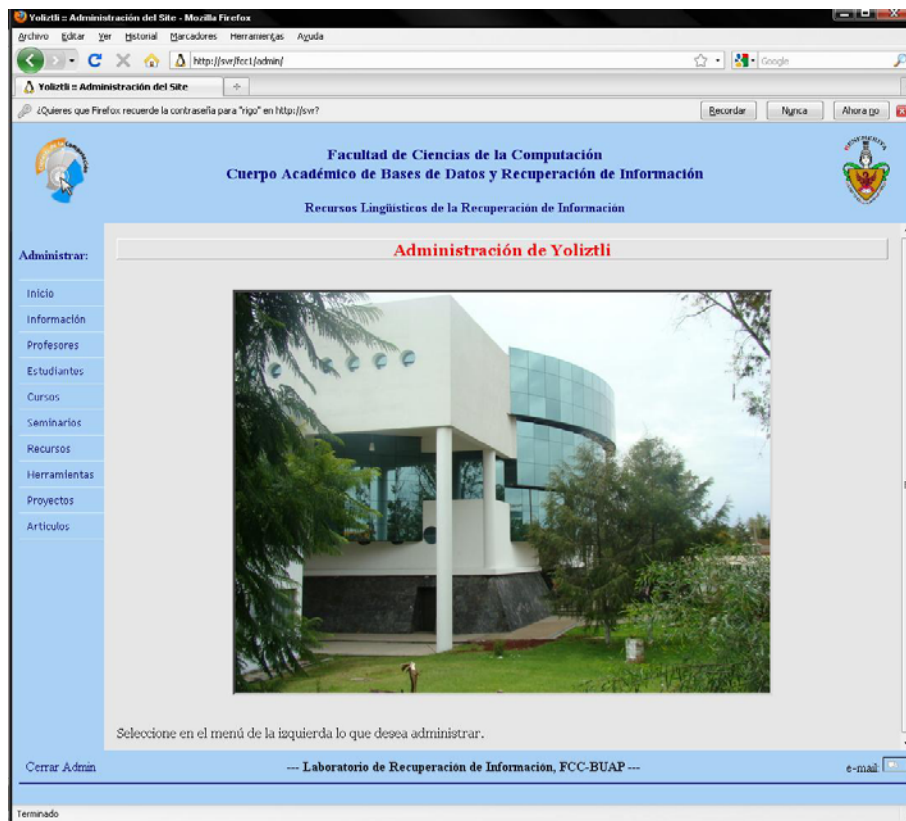 Yoliztli :: Administración del Site - Mozilla Firefox
Archivo Editar Ver Historial Marcadores Herramientas Ayuda
http://svr/fcc1/admin/
Google
Yoliztli :: Administración del Site
¿Quieres que Firefox recuerde la contraseña para "rigo" en http://svr?
Recordar Nunca Ahora no
Facultad de Ciencias de la Computación
Cuerpo Académico de Bases de Datos y Recuperación de Información
Recursos Lingüísticos de la Recuperación de Información
Administrar:
Administración de Yoliztli
Inicio
Información
Profesores
Estudiantes
Cursos
Seminarios
Recursos
Herramientas
Proyectos
Artículos
Seleccione en el menú de la izquierda lo que desea administrar.
Cerrar Admin
--- Laboratorio de Recuperación de Información, FCC-BUAP ---
e-mail:
Terminado